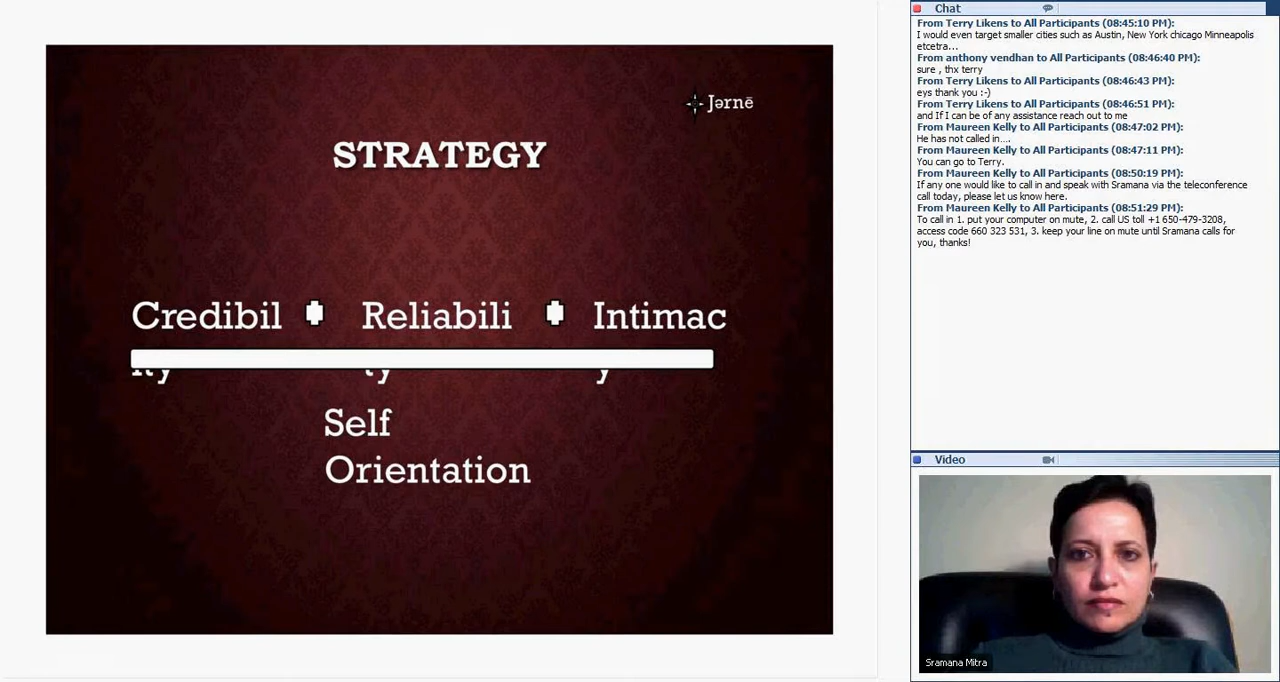 Jərnē
STRATEGY
Credibil Reliabili Intimac
ity ty y
Self
Orientation
Chat
From Terry Likens to All Participants (08:45:10 PM):
I would even target smaller cities such as Austin, New York chicago Minneapolis
etcetra...
From anthony vendhan to All Participants (08:46:40 PM):
sure , thx terry
From Terry Likens to All Participants (08:46:43 PM):
eys thank you :-)
From Terry Likens to All Participants (08:46:51 PM):
and If I can be of any assistance reach out to me
From Maureen Kelly to All Participants (08:47:02 PM):
He has not called in....
From Maureen Kelly to All Participants (08:47:11 PM):
You can go to Terry.
From Maureen Kelly to All Participants (08:50:19 PM):
If any one would like to call in and speak with Sramana via the teleconference
call today, please let us know here.
From Maureen Kelly to All Participants (08:51:29 PM):
To call in 1. put your computer on mute, 2. call US toll +1 650-479-3208,
access code 660 323 531, 3. keep your line on mute until Sramana calls for
you, thanks!
Video
Sramana Mitra